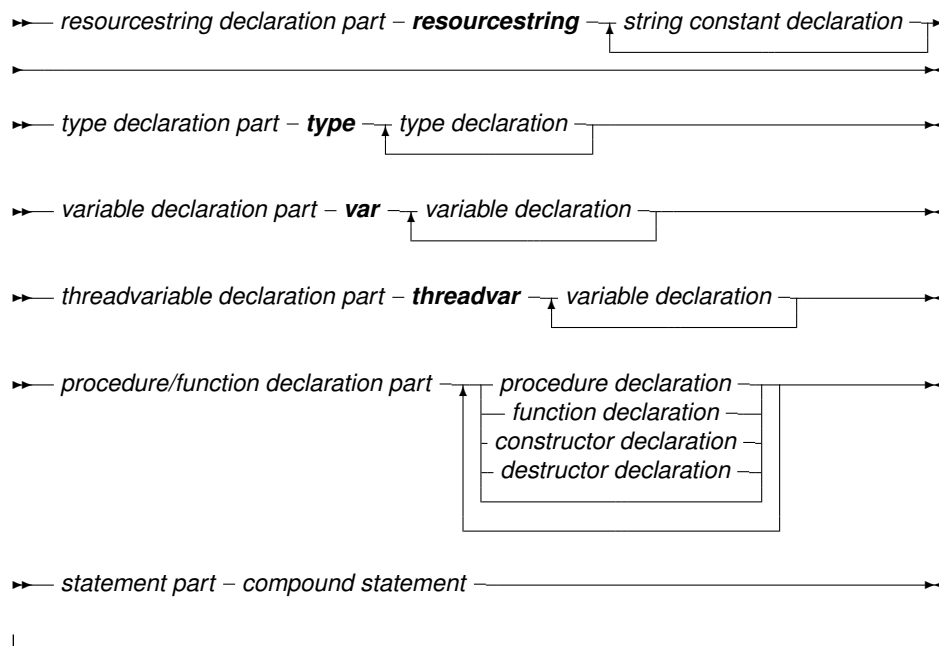 resourcestring declaration part – resourcestring string constant declaration
type declaration part – type type declaration
variable declaration part – var variable declaration
threadvariable declaration part – threadvar variable declaration
procedure/function declaration part procedure declaration
function declaration
constructor declaration
destructor declaration
statement part – compound statement